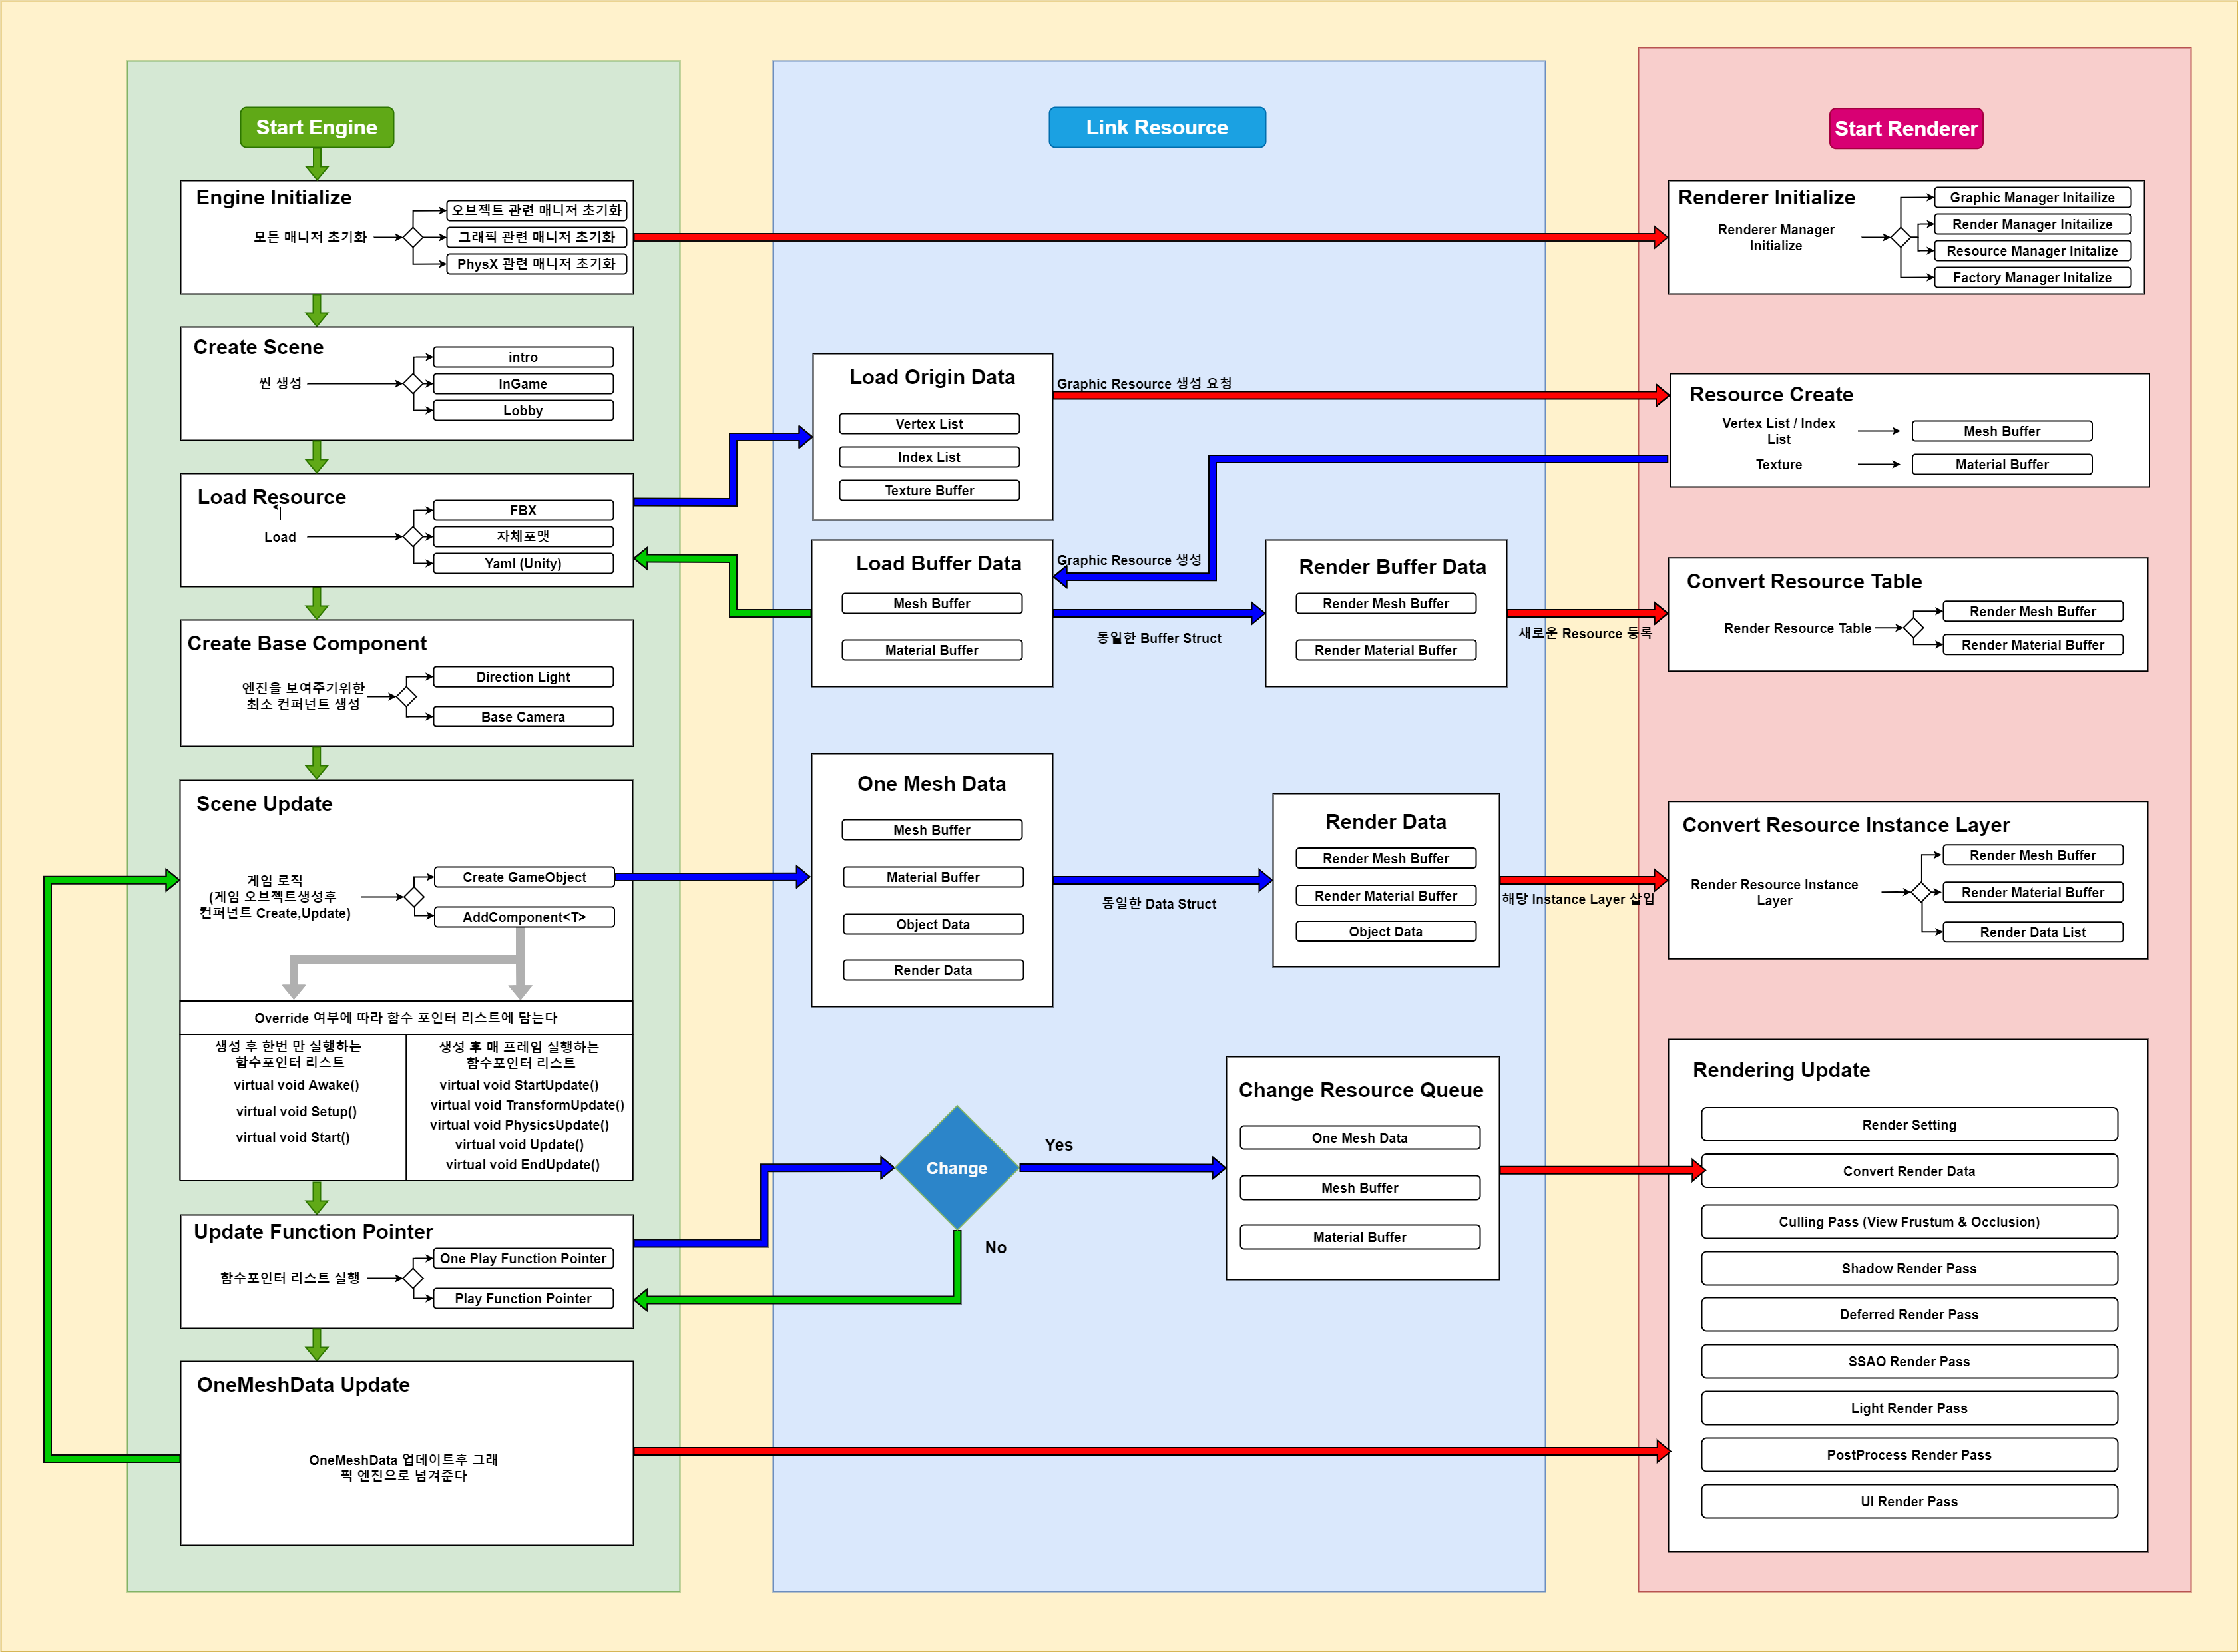 Start Engine
Engine Initialize
모든 매니저 초기화
오브젝트 관련 매니저 초기화
그래픽 관련 매니저 초기화
PhysX 관련 매니저 초기화
Create Scene
씬 생성
intro
InGame
Lobby
Load Resource
Load
FBX
자체포맷
Yaml (Unity)
Create Base Component
엔진을 보여주기위한
최소 컨퍼넌트 생성
Direction Light
Base Camera
Scene Update
게임 로직
(게임 오브젝트생성후
컨퍼넌트 Create,Update)
Create GameObject
AddComponent<T>
Override 여부에 따라 함수 포인터 리스트에 담는다
생성 후 한번 만 실행하는
함수포인터 리스트
virtual void Awake()
virtual void Setup()
virtual void Start()
생성 후 매 프레임 실행하는
함수포인터 리스트
virtual void StartUpdate()
virtual void TransformUpdate()
virtual void PhysicsUpdate()
virtual void Update()
virtual void EndUpdate()
Update Function Pointer
함수포인터 리스트 실행
One Play Function Pointer
Play Function Pointer
OneMeshData Update
OneMeshData 업데이트후 그래
픽 엔진으로 넘겨준다
Link Resource
Load Origin Data
Vertex List
Index List
Texture Buffer
Graphic Resource 생성 요청
Load Buffer Data
Mesh Buffer
Material Buffer
Graphic Resource 생성
동일한 Buffer Struct
Render Buffer Data
Render Mesh Buffer
Render Material Buffer
새로운 Resource 등록
One Mesh Data
Mesh Buffer
Material Buffer
Object Data
Render Data
동일한 Data Struct
Render Data
Render Mesh Buffer
Render Material Buffer
Object Data
해당 Instance Layer 삽입
Change
Yes
No
Change Resource Queue
One Mesh Data
Mesh Buffer
Material Buffer
Start Renderer
Renderer Initialize
Renderer Manager
Initialize
Graphic Manager Initailize
Render Manager Initailize
Resource Manager Initalize
Factory Manager Initalize
Resource Create
Vertex List / Index
List
Mesh Buffer
Texture
Material Buffer
Convert Resource Table
Render Resource Table
Render Mesh Buffer
Render Material Buffer
Convert Resource Instance Layer
Render Resource Instance
Layer
Render Mesh Buffer
Render Material Buffer
Render Data List
Rendering Update
Render Setting
Convert Render Data
Culling Pass (View Frustum & Occlusion)
Shadow Render Pass
Deferred Render Pass
SSAO Render Pass
Light Render Pass
PostProcess Render Pass
UI Render Pass